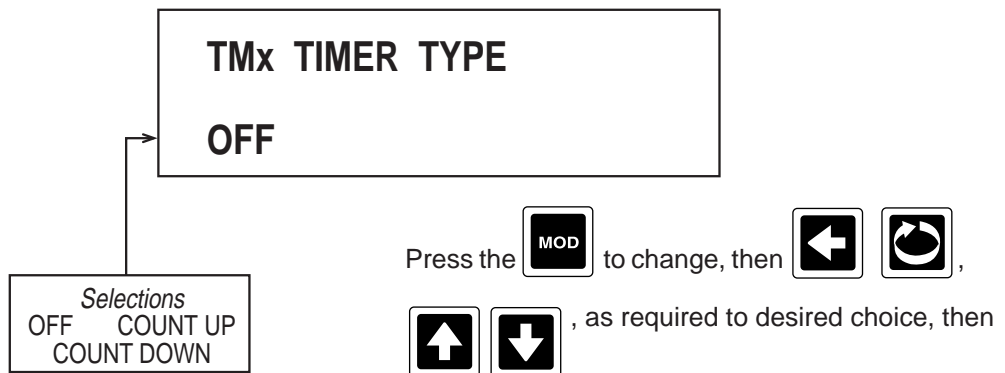 TMx TIMER TYPE
OFF
Press the MOD to change, then ,
, as required to desired choice, then
Selections
OFF COUNT UP
COUNT DOWN